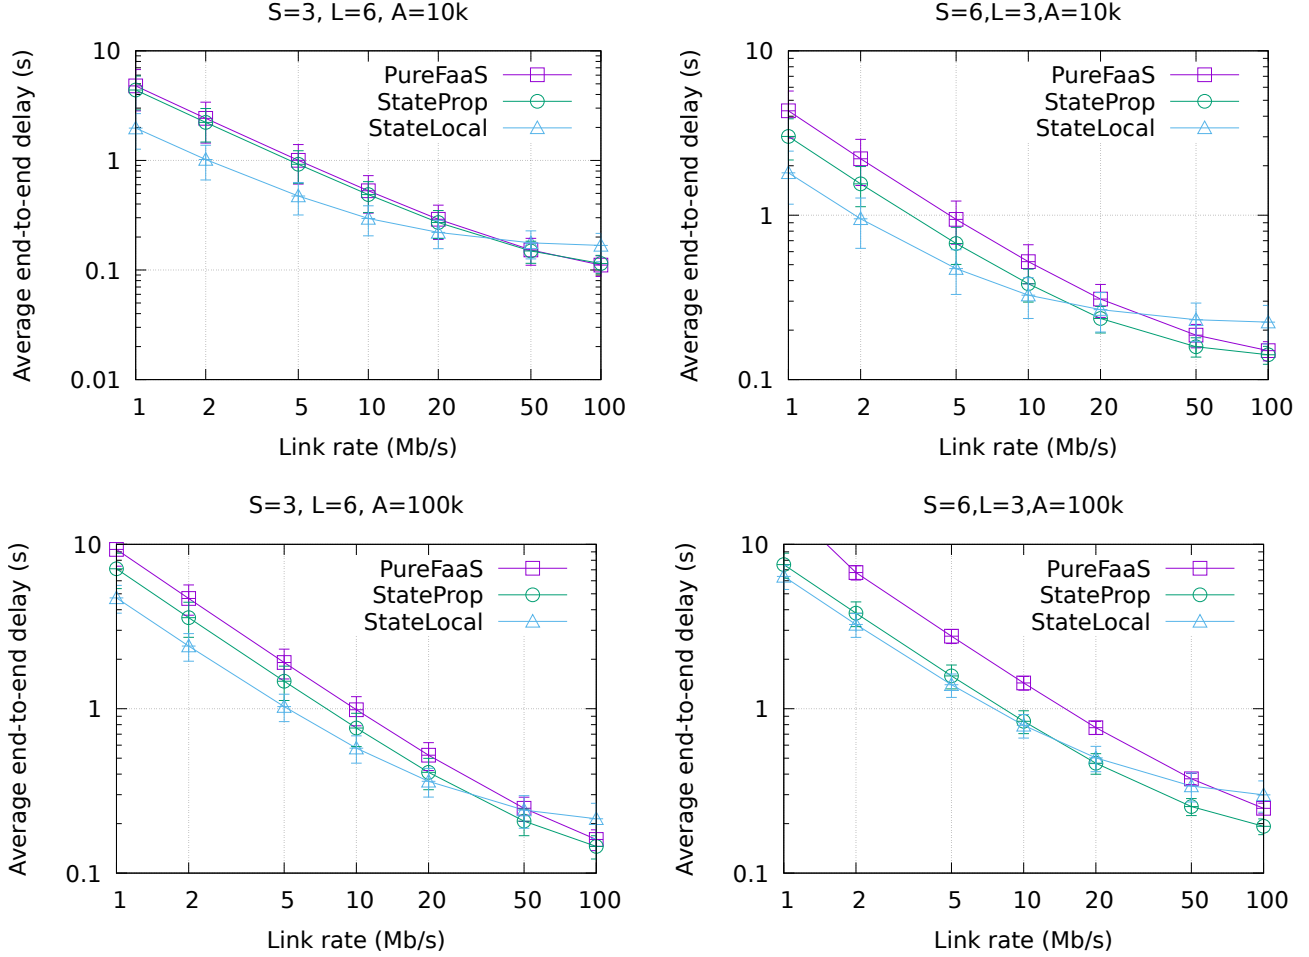 S=3, L=6, A=10k
Average end-to-end delay (s)
10
1
0.1
0.01
PureFaaS
StateProp
StateLocal
1 2 5 10 20 50 100
Link rate (Mb/s)
S=6,L=3,A=10k
Average end-to-end delay (s)
10
1
0.1
PureFaaS
StateProp
StateLocal
1 2 5 10 20 50 100
Link rate (Mb/s)
S=3, L=6, A=100k
Average end-to-end delay (s)
10
1
0.1
PureFaaS
StateProp
StateLocal
1 2 5 10 20 50 100
Link rate (Mb/s)
S=6,L=3,A=100k
Average end-to-end delay (s)
10
1
0.1
PureFaaS
StateProp
StateLocal
1 2 5 10 20 50 100
Link rate (Mb/s)